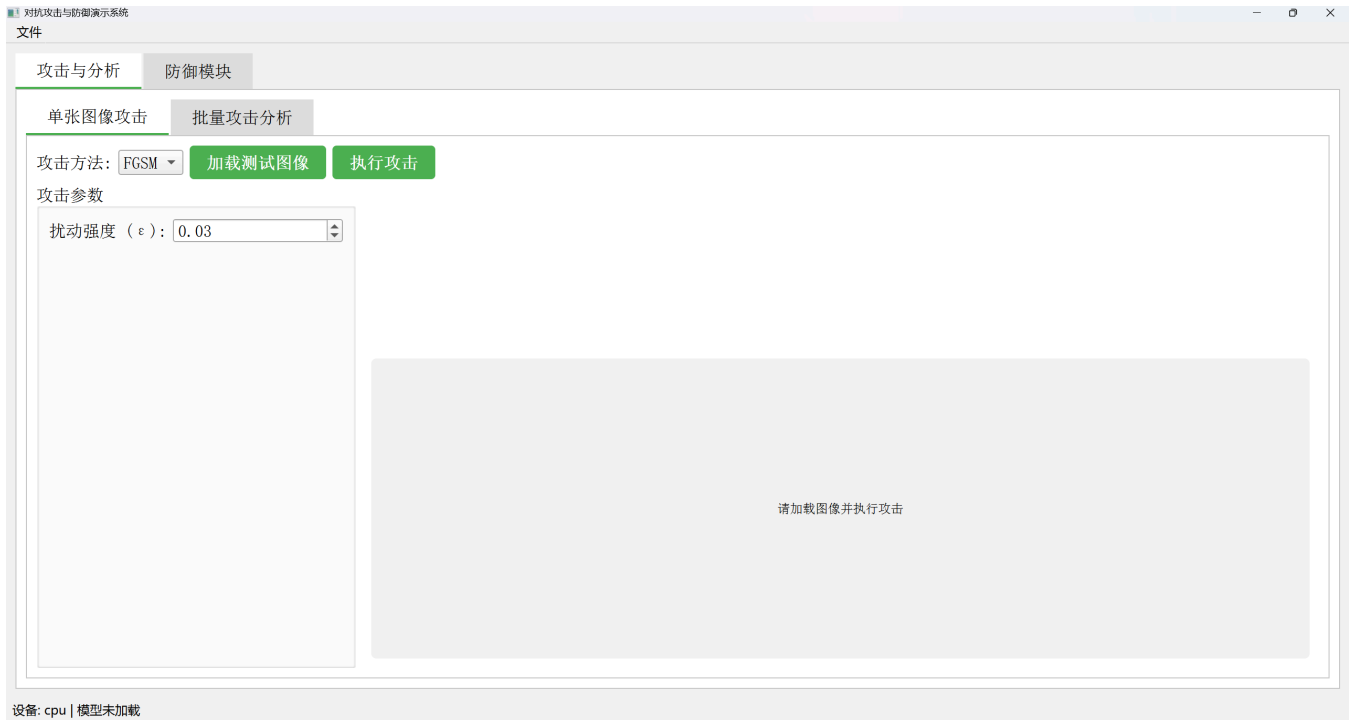 对抗攻击与防御演示系统
文件
攻击与分析 防御模块
单张图像攻击 批量攻击分析
攻击方法: FGSM 加载测试图像 执行攻击
攻击参数
扰动强度 (ε): 0.03
请加载图像并执行攻击
设备: cpu | 模型未加载